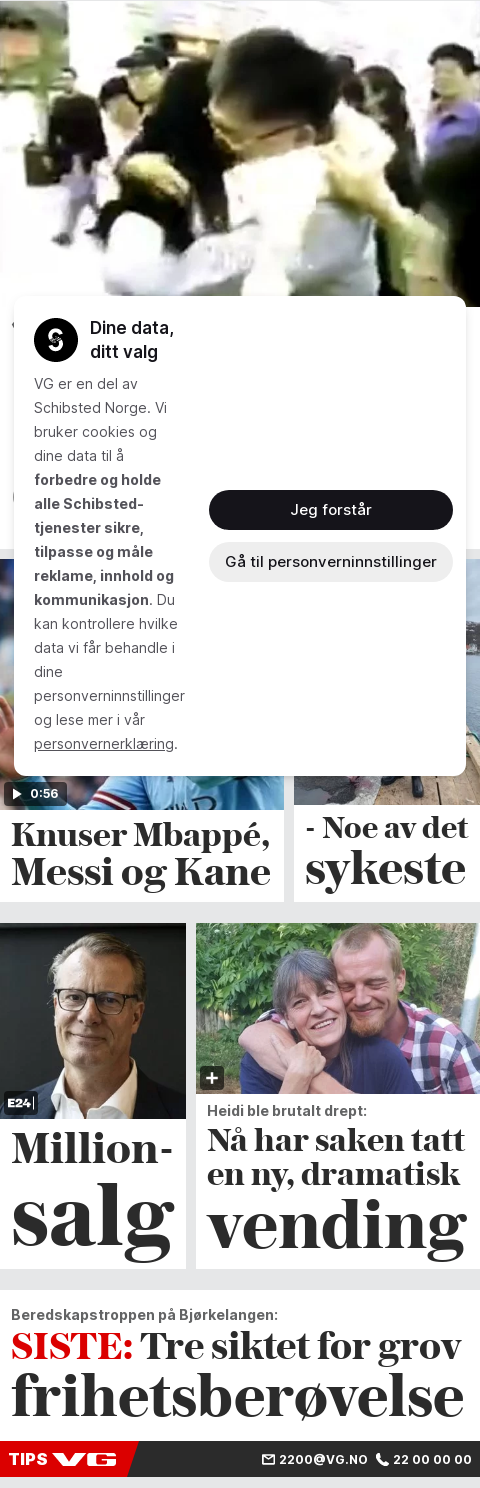 Dine data,
ditt valg
VG er en del av
Schibsted Norge. Vi
bruker cookies og
dine data til å
forbedre og holde
alle Schibsted-
tjenester sikre,
tilpasse og måle
reklame, innhold og
kommunikasjon. Du
kan kontrollere hvilke
data vi får behandle i
dine
personverninnstillinger
og lese mer i vår
personvernerklæring.
Jeg forstår
Gå til personverninnstillinger
0:56
Knuser Mbappé,
Messi og Kane
- Noe av det
sykeste
E24
Million-
salg
Heidi ble brutalt drept:
Nå har saken tatt
en ny, dramatisk
vending
Beredskapstroppen på Bjørkelangen:
SISTE: Tre siktet for grov
frihetsberøvelse
TIPS VG 2200@VG.NO 22 00 00 00